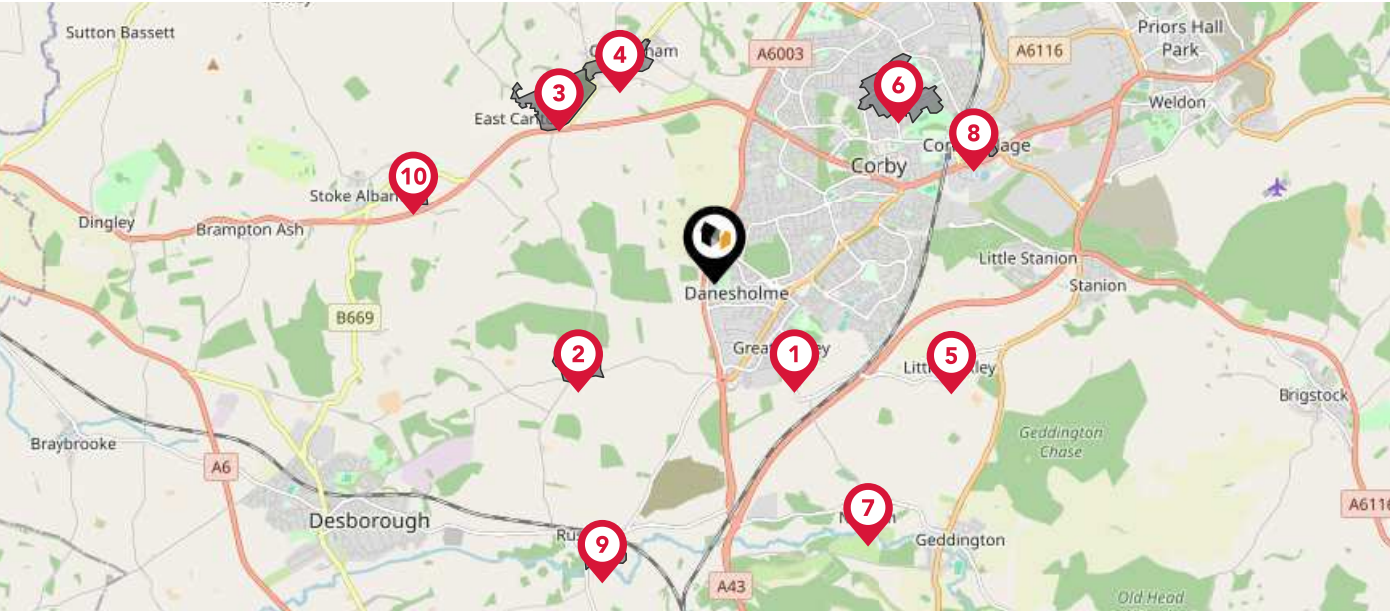 Sutton Bassett
4
A6003
A6116
Priors Hall
Park
3
6
Weldon
East Carl
8
Corby
10
Stoke Alban
Dingley
Brampton Ash
Little Stanion
Stanion
Danesholme
B669
2
1
5
Brigstock
Braybrooke
Geddington
Chase
A6
A6116
Desborough
7
Geddington
9
A43
Old Head